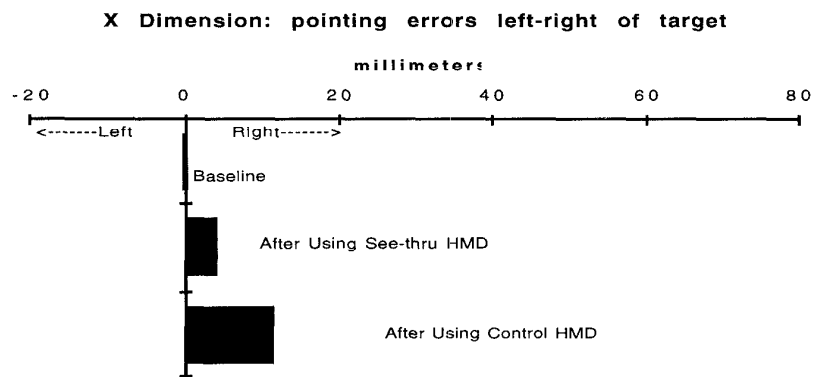 X Dimension: pointing errors left-right of target
millimeters
-20 0 20 40 60 80
<-------Left Right------>
Baseline
After Using See-thru HMD
After Using Control HMD